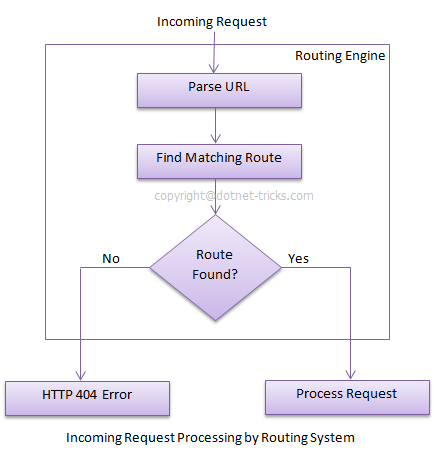 Incoming Request
Routing Engine
Parse URL
Find Matching Route
copyright@dotnet-tricks.com
Route
Found?
No
Yes
HTTP 404 Error
Process Request
Incoming Request Processing by Routing System